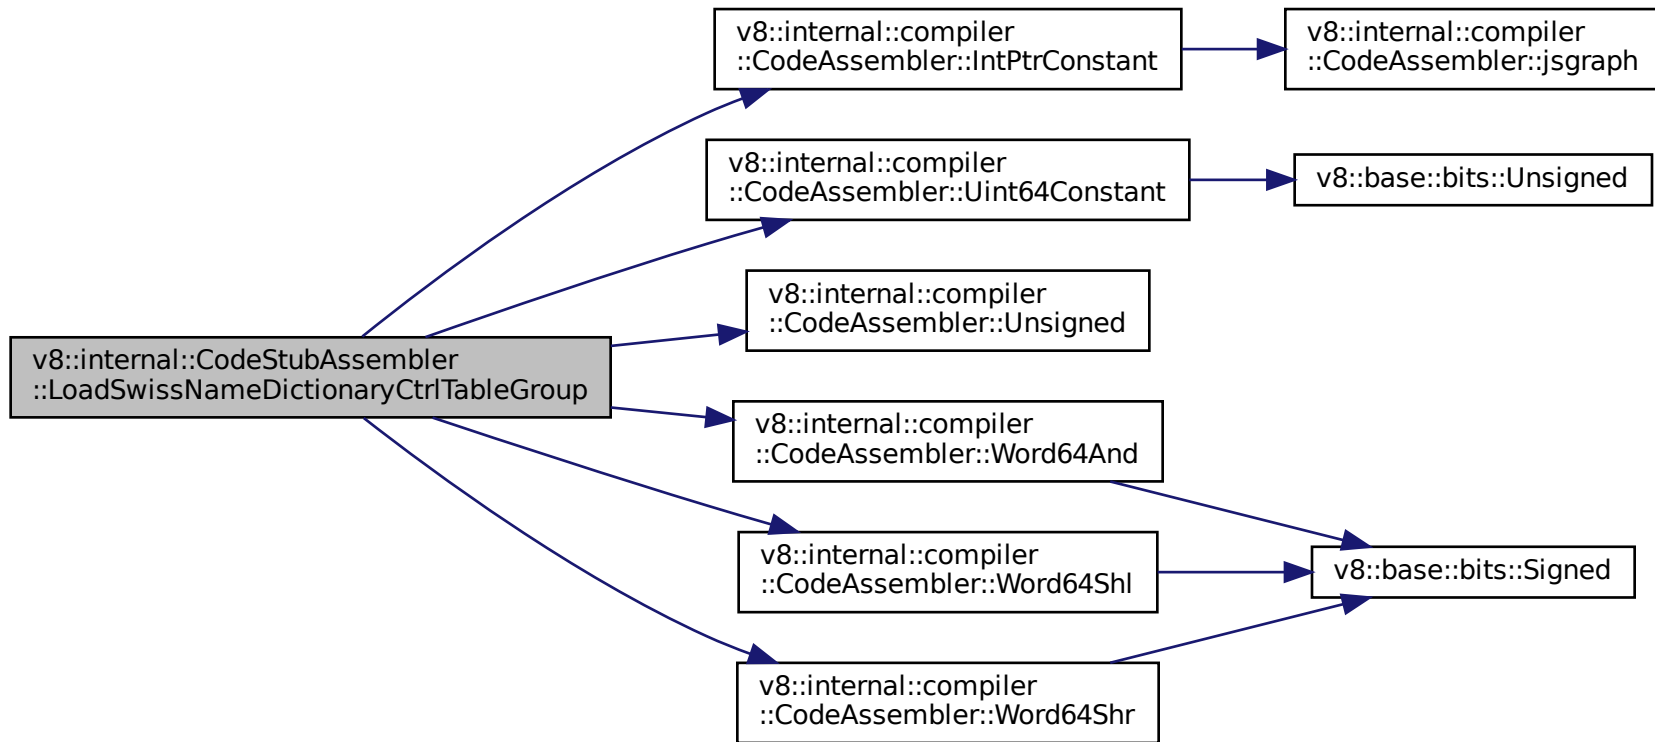 v8::internal::CodeStubAssembler
::LoadSwissNameDictionaryCtrlTableGroup
v8::internal::compiler
::CodeAssembler::IntPtrConstant
v8::internal::compiler
::CodeAssembler::jsgraph
v8::internal::compiler
::CodeAssembler::Uint64Constant
v8::base::bits::Unsigned
v8::internal::compiler
::CodeAssembler::Unsigned
v8::internal::compiler
::CodeAssembler::Word64And
v8::internal::compiler
::CodeAssembler::Word64Shl
v8::base::bits::Signed
v8::internal::compiler
::CodeAssembler::Word64Shr